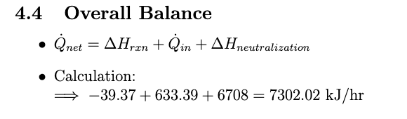 4.4 Overall Balance
• Q̇net = ΔHrxn + Q̇in + ΔHneutralization
• Calculation:
⟹ −39.37 + 633.39 + 6708 = 7302.02 kJ/hr